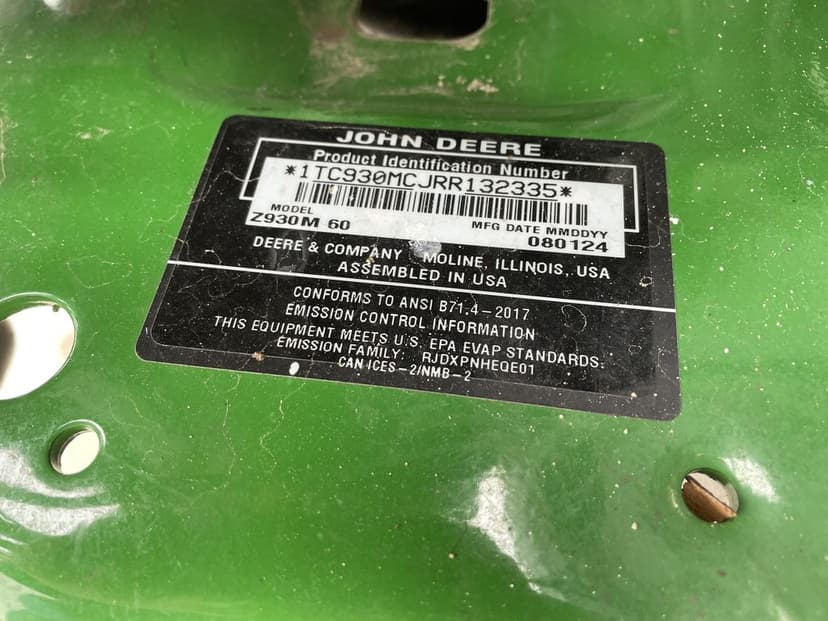 JOHN DEERE
Product Identification Number
*1TC930MCJRR132335*
MODEL MFG DATE MMDDYY
Z930M 60 080124
DEERE & COMPANY MOLINE, ILLINOIS, USA
ASSEMBLED IN USA
CONFORMS TO ANSI B71.4-2017
EMISSION CONTROL INFORMATION
THIS EQUIPMENT MEETS U.S. EPA EVAP STANDARDS.
EMISSION FAMILY: RJDXPNHEQE01
CAN ICES-2/NMB-2